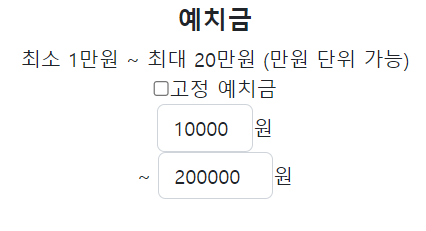 예치금
최소 1만원 ~ 최대 20만원 (만원 단위 가능)
고정 예치금
10000 원
~ 200000 원